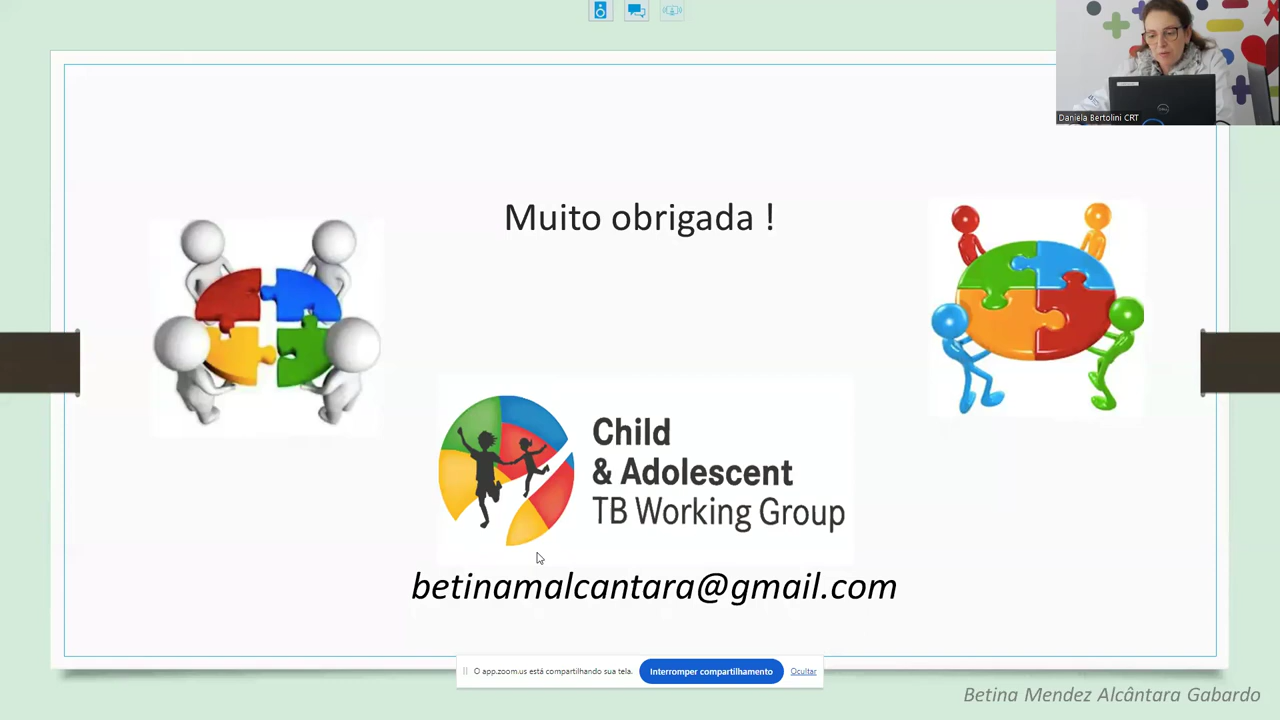 Daniela Bertolini CRT
Muito obrigada !
Child
& Adolescent
TB Working Group
betinamalcantara@gmail.com
O app.zoom.us está compartilhando sua tela.
Interromper compartilhamento
Ocultar
Betina Mendez Alcântara Gabardo